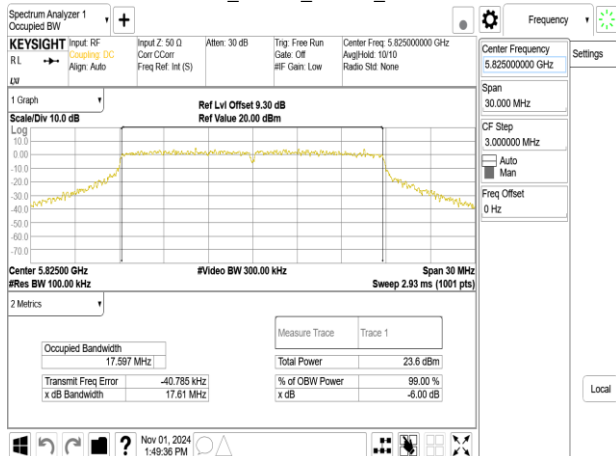 Spectrum Analyzer 1
Occupied BW
+
Frequency
KEYSIGHT
RL
LXI
Input: RF
Coupling: DC
Align: Auto
Input Z: 50 Ω
Corr CCorr
Freq Ref: Int (S)
Atten: 30 dB
Trig: Free Run
Gate: Off
#IF Gain: Low
Center Freq: 5.825000000 GHz
Avg|Hold: 10/10
Radio Std: None
Center Frequency
5.825000000 GHz
Settings
Span
30.000 MHz
CF Step
3.000000 MHz
Auto
Man
Freq Offset
0 Hz
Local
1 Graph
Scale/Div 10.0 dB
Ref Lvl Offset 9.30 dB
Ref Value 20.00 dBm
Log
10.0
0.00
-10.0
-20.0
-30.0
-40.0
-50.0
-60.0
-70.0
Center 5.82500 GHz
#Video BW 300.00 kHz
Span 30 MHz
#Res BW 100.00 kHz
Sweep 2.93 ms (1001 pts)
2 Metrics
Measure Trace
Trace 1
Occupied Bandwidth
17.597 MHz
Total Power
23.6 dBm
Transmit Freq Error
-40.785 kHz
% of OBW Power
99.00 %
x dB Bandwidth
17.61 MHz
x dB
-6.00 dB
?
Nov 01, 2024
1:49:36 PM